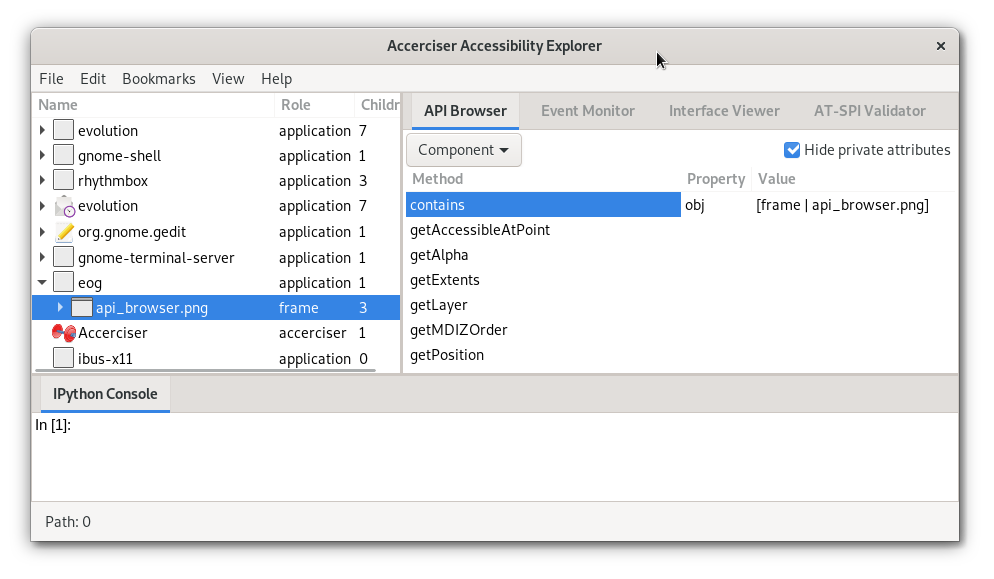 Accerciser Accessibility Explorer
File Edit Bookmarks View Help
Name Role Childr
evolution application 7
gnome-shell application 1
rhythmbox application 3
evolution application 7
org.gnome.gedit application 1
gnome-terminal-server application 1
eog application 1
api_browser.png frame 3
Accerciser accerciser 1
ibus-x11 application 0
API Browser Event Monitor Interface Viewer AT-SPI Validator
Component Hide private attributes
Method Property Value
contains obj [frame | api_browser.png]
getAccessibleAtPoint
getAlpha
getExtents
getLayer
getMDIZOrder
getPosition
IPython Console
In [1]:
Path: 0